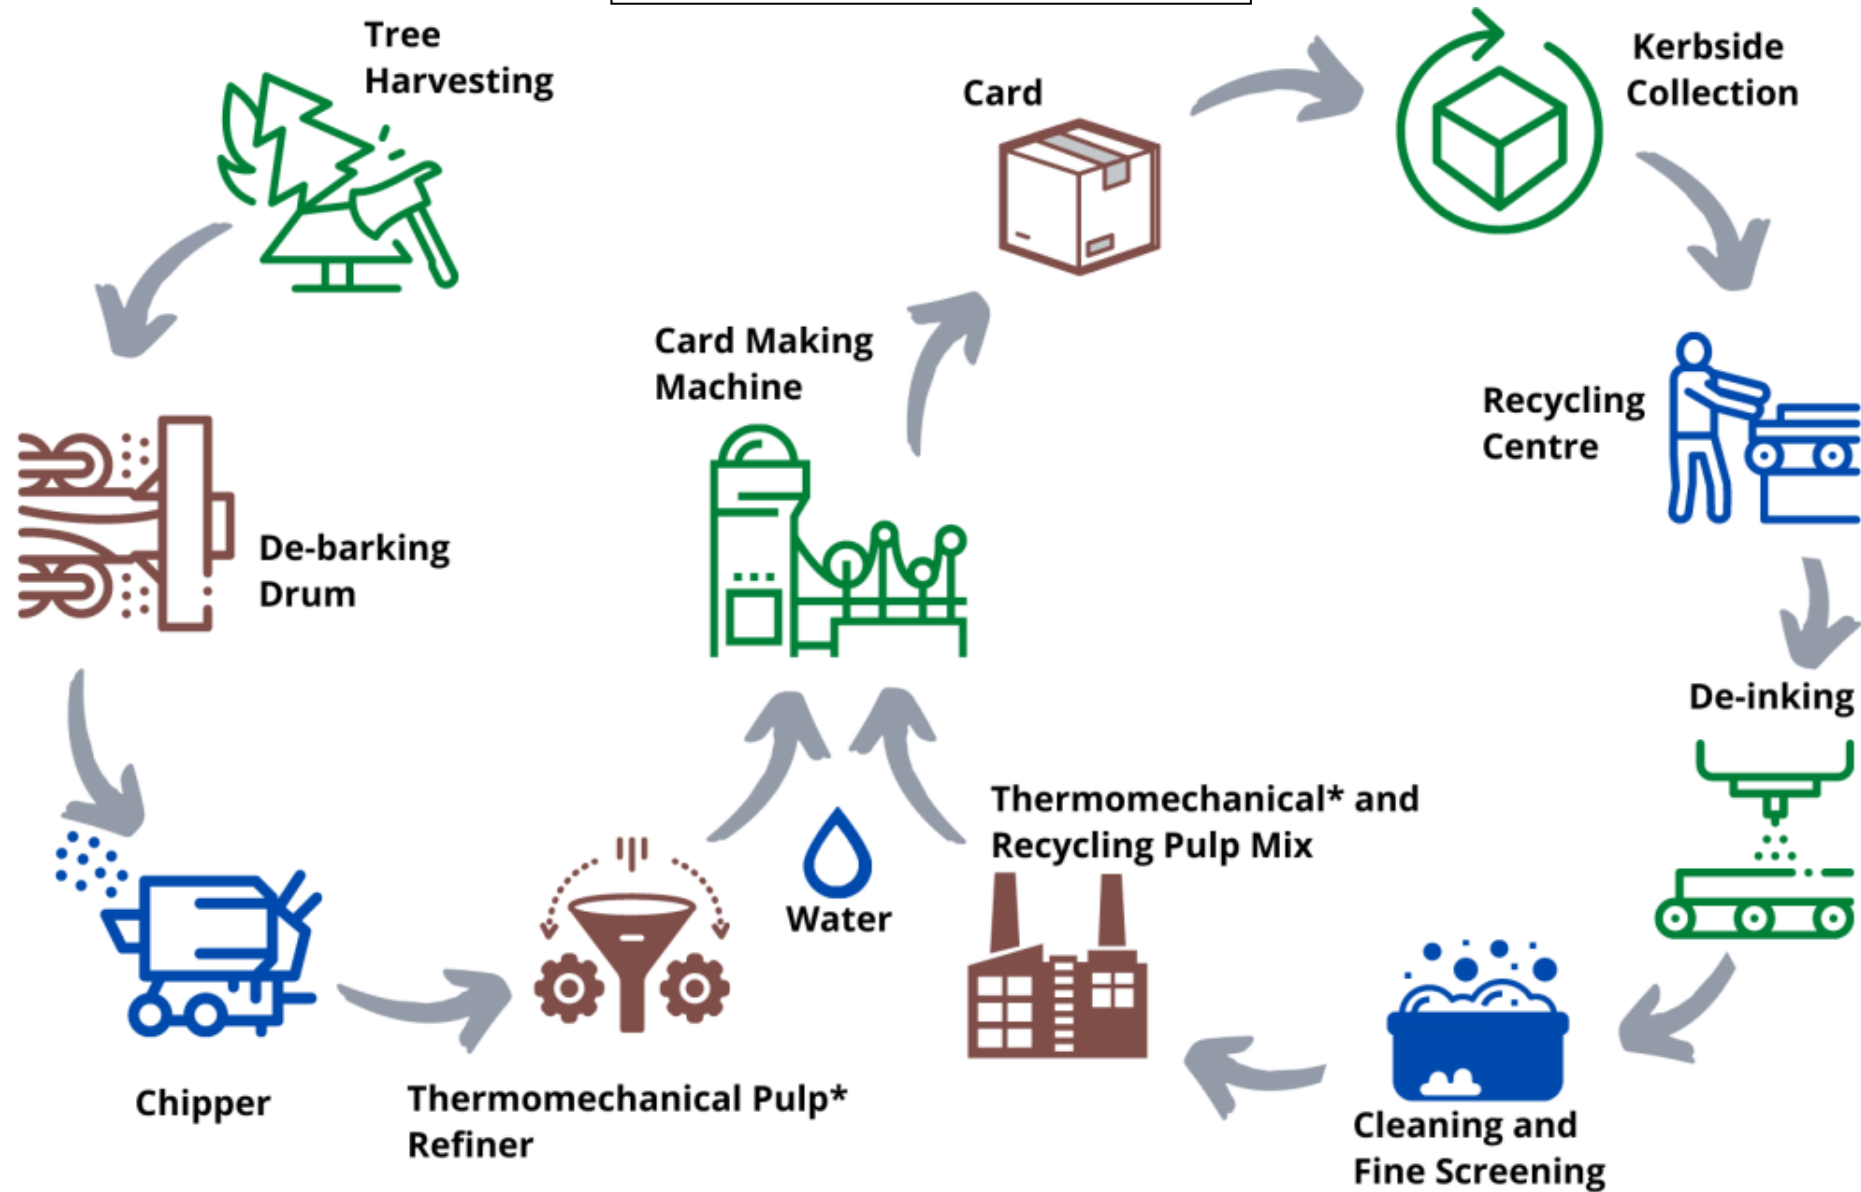 Tree
Harvesting
De-barking
Drum
Chipper
Thermomechanical Pulp*
Refiner
Water
Card Making
Machine
Card
Kerbside
Collection
Recycling
Centre
De-inking
Cleaning and
Fine Screening
Thermomechanical* and
Recycling Pulp Mix